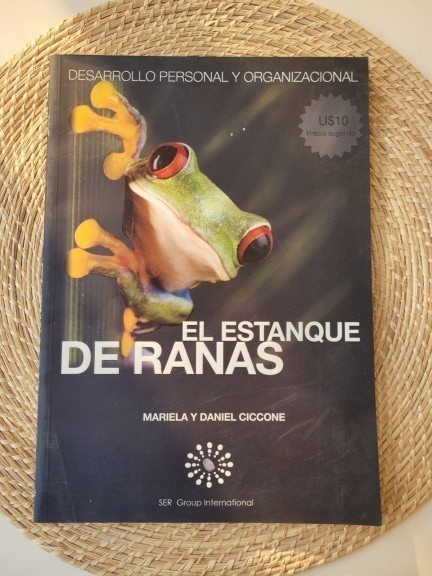 DESARROLLO PERSONAL Y ORGANIZACIONAL
U$10
Precio sugerido
EL ESTANQUE
DE RANAS
MARIELA Y DANIEL CICCONE
SER Group International